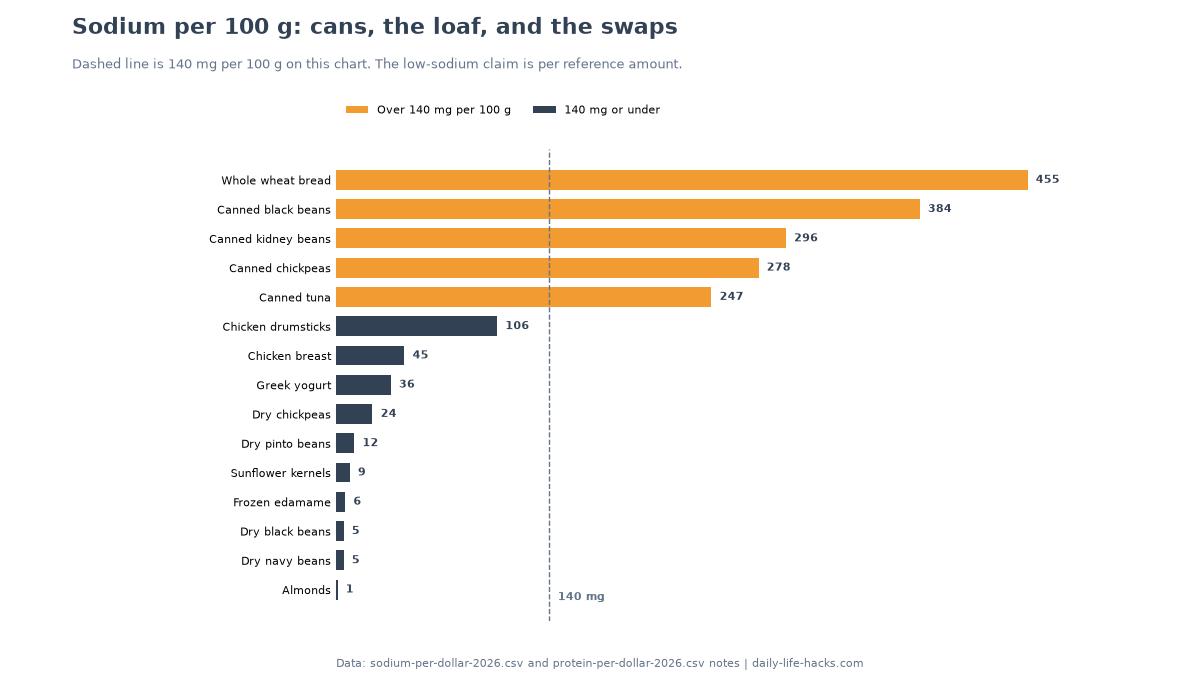 Sodium per 100 g: cans, the loaf, and the swaps
Dashed line is 140 mg per 100 g on this chart. The low-sodium claim is per reference amount.
Over 140 mg per 100 g 140 mg or under
Whole wheat bread 455
Canned black beans 384
Canned kidney beans 296
Canned chickpeas 278
Canned tuna 247
Chicken drumsticks 106
Chicken breast 45
Greek yogurt 36
Dry chickpeas 24
Dry pinto beans 12
Sunflower kernels 9
Frozen edamame 6
Dry black beans 5
Dry navy beans 5
Almonds 1
140 mg
Data: sodium-per-dollar-2026.csv and protein-per-dollar-2026.csv notes | daily-life-hacks.com